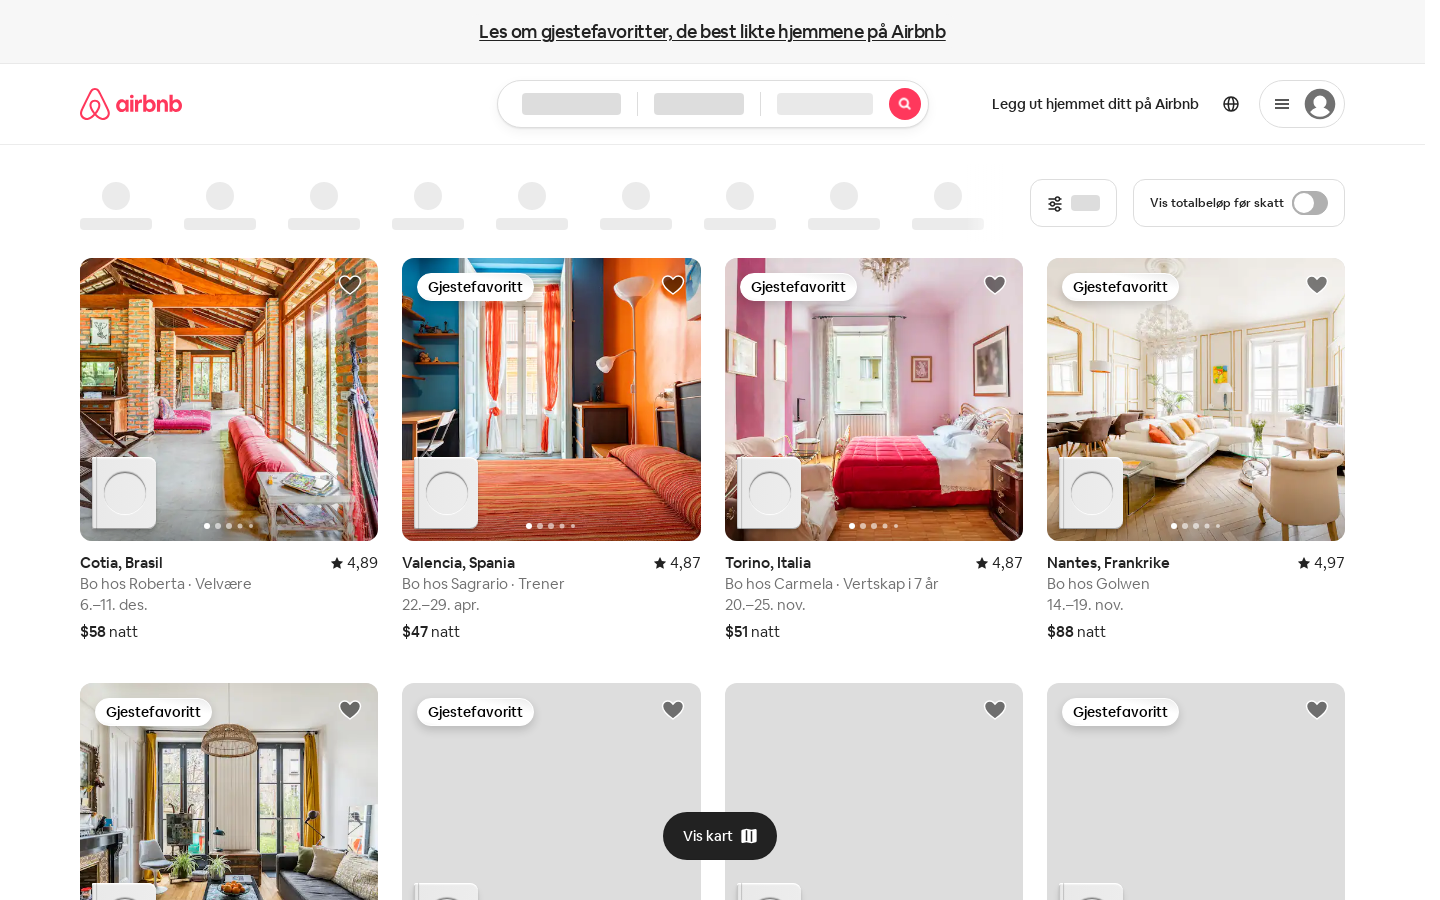 Les om gjestefavoritter, de best likte hjemmene på Airbnb
airbnb
Legg ut hjemmet ditt på Airbnb
Vis totalbeløp før skatt
Gjestefavoritt
Gjestefavoritt
Gjestefavoritt
Cotia, Brasil
4,89
Bo hos Roberta · Velvære
6.–11. des.
$58 natt
Valencia, Spania
4,87
Bo hos Sagrario · Trener
22.–29. apr.
$47 natt
Torino, Italia
4,87
Bo hos Carmela · Vertskap i 7 år
20.–25. nov.
$51 natt
Nantes, Frankrike
4,97
Bo hos Golwen
14.–19. nov.
$88 natt
Gjestefavoritt
Gjestefavoritt
Gjestefavoritt
Vis kart